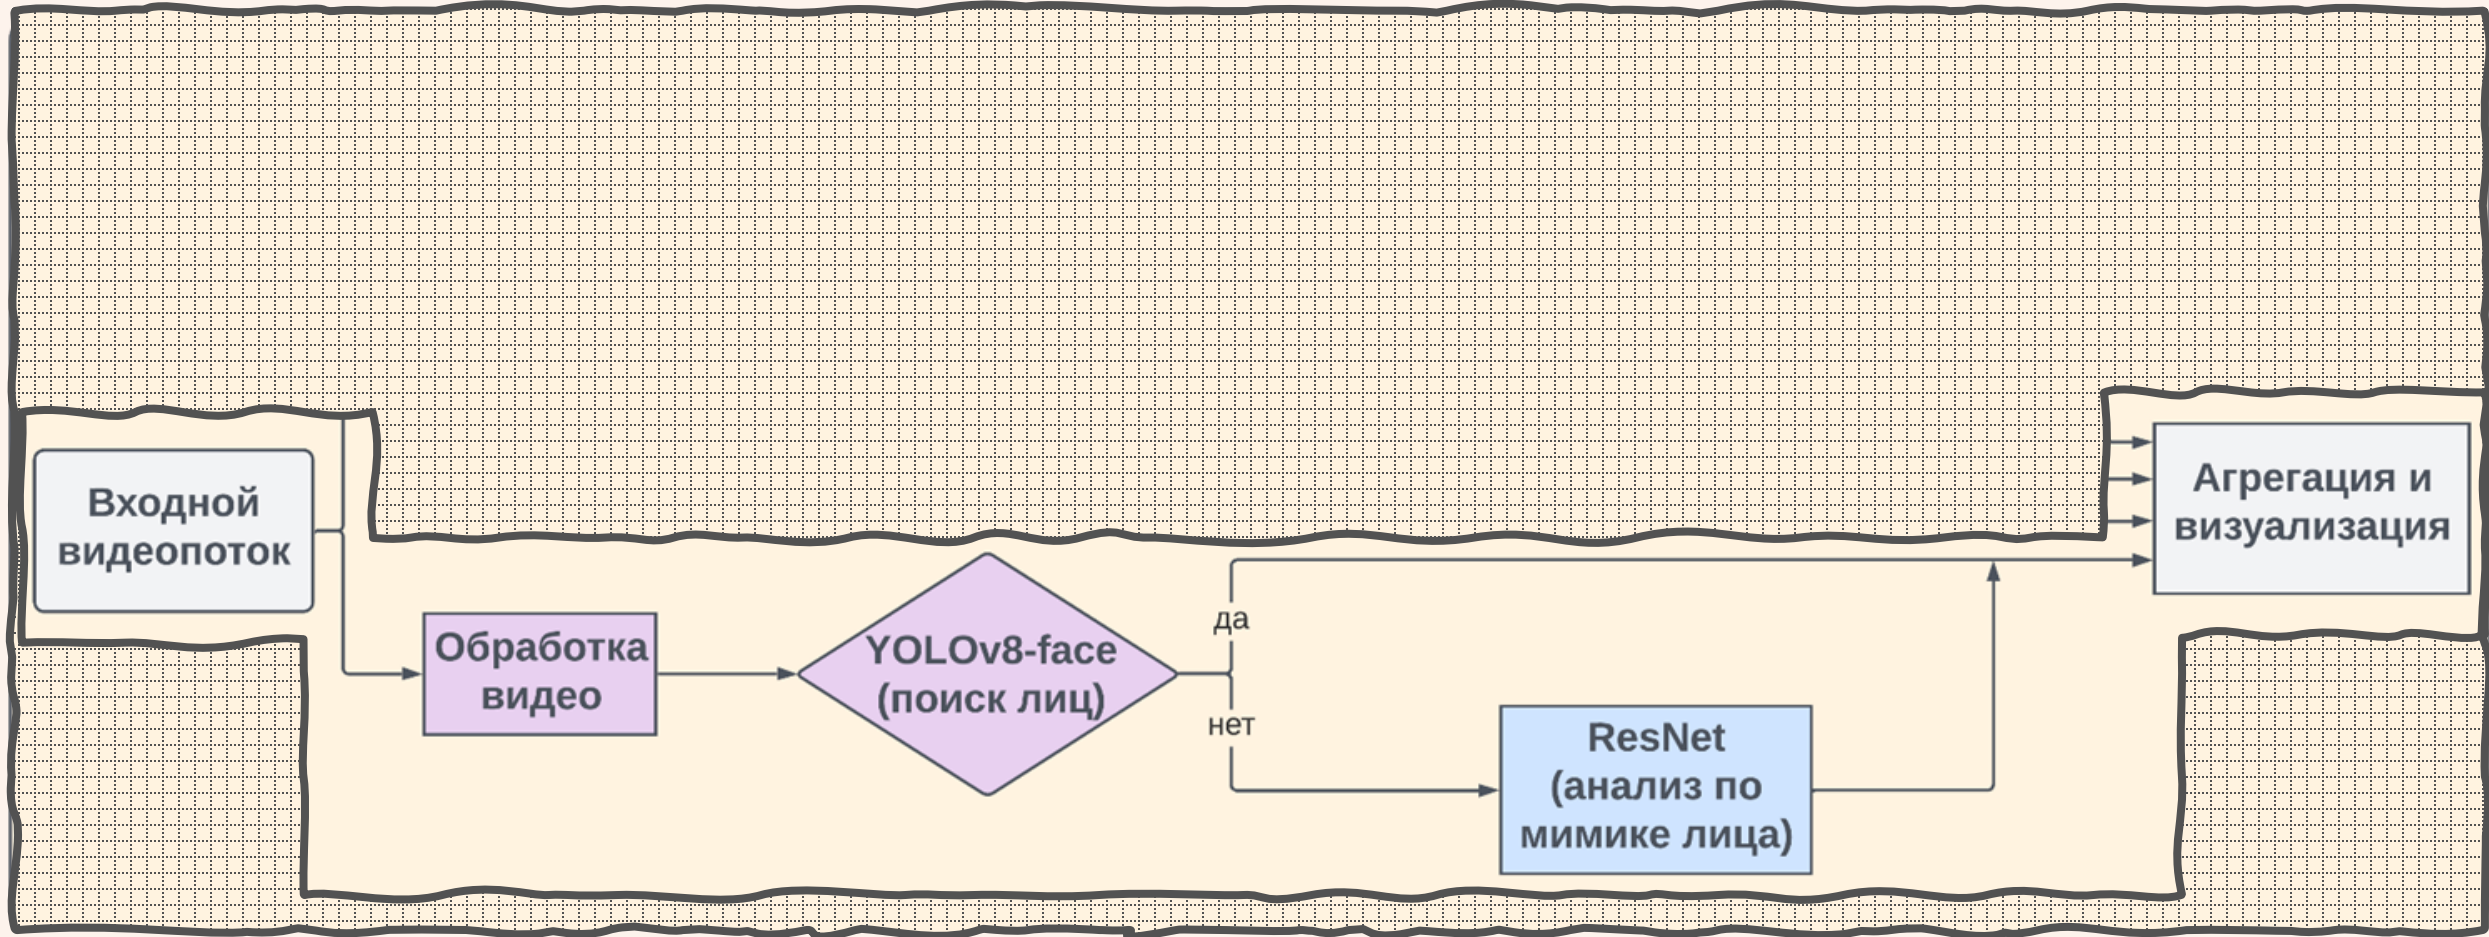 Входной
видеопоток
Обработка
видео
YOLOv8-face
(поиск лиц)
да
нет
ResNet
(анализ по
мимике лица)
Агрегация и
визуализация